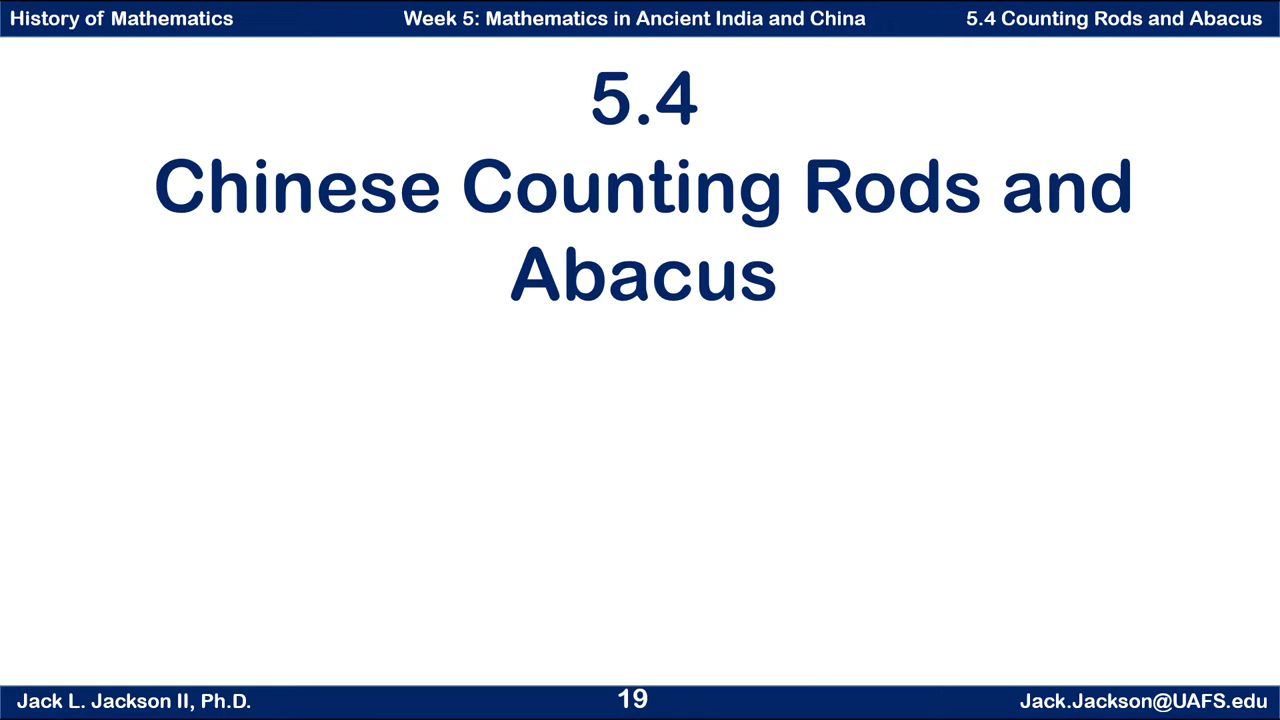 History of Mathematics Week 5: Mathematics in Ancient India and China 5.4 Counting Rods and Abacus
5.4
Chinese Counting Rods and
Abacus
Jack L. Jackson II, Ph.D. 19 Jack.Jackson@UAFS.edu